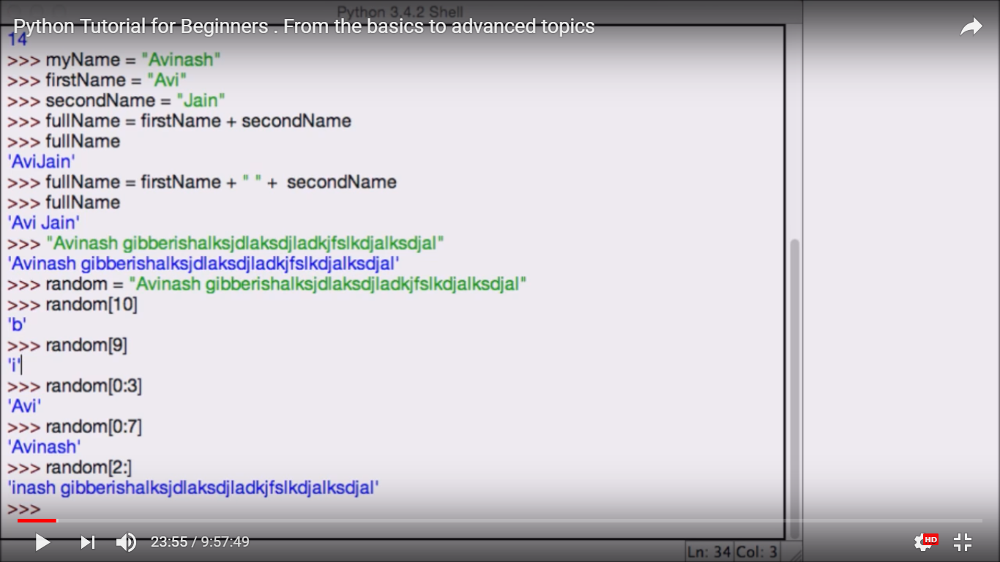 Python 3.4.2 Shell
Python Tutorial for Beginners . From the basics to advanced topics
14
>>> myName = "Avinash"
>>> firstName = "Avi"
>>> secondName = "Jain"
>>> fullName = firstName + secondName
>>> fullName
'AviJain'
>>> fullName = firstName + " " +  secondName
>>> fullName
'Avi Jain'
>>> "Avinash gibberishalksjdlaksdjladkjfslkdjalksdjal"
'Avinash gibberishalksjdlaksdjladkjfslkdjalksdjal'
>>> random = "Avinash gibberishalksjdlaksdjladkjfslkdjalksdjal"
>>> random[10]
'b'
>>> random[9]
'i'
>>> random[0:3]
'Avi'
>>> random[0:7]
'Avinash'
>>> random[2:]
'inash gibberishalksjdlaksdjladkjfslkdjalksdjal'
>>>
23:55 / 9:57:49
HD
Ln: 34 Col: 3